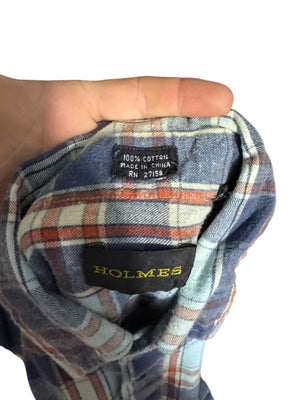 100% COTTON
MADE IN CHINA
RN 27158
HOLMES